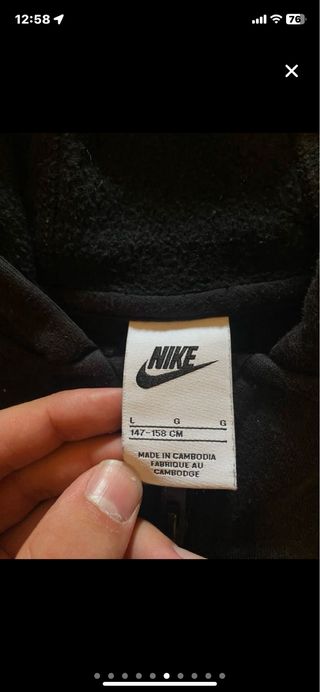 12:58
76
NIKE
L G G
147-158 CM
MADE IN CAMBODIA
FABRIQUE AU
CAMBODGE